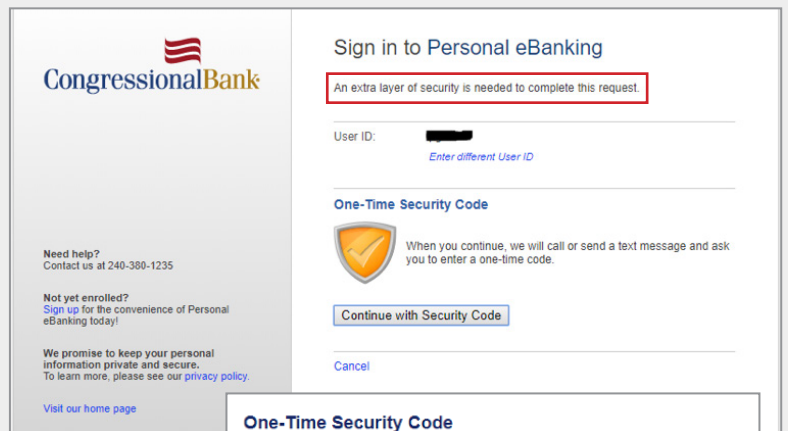 CongressionalBank
Need help?
Contact us at 240-380-1235
Not yet enrolled?
Sign up for the convenience of Personal
eBanking today!
We promise to keep your personal
information private and secure.
To learn more, please see our privacy policy.
Visit our home page
Sign in to Personal eBanking
An extra layer of security is needed to complete this request.
User ID:
Enter different User ID
One-Time Security Code
When you continue, we will call or send a text message and ask
you to enter a one-time code.
Continue with Security Code
Cancel
One-Time Security Code